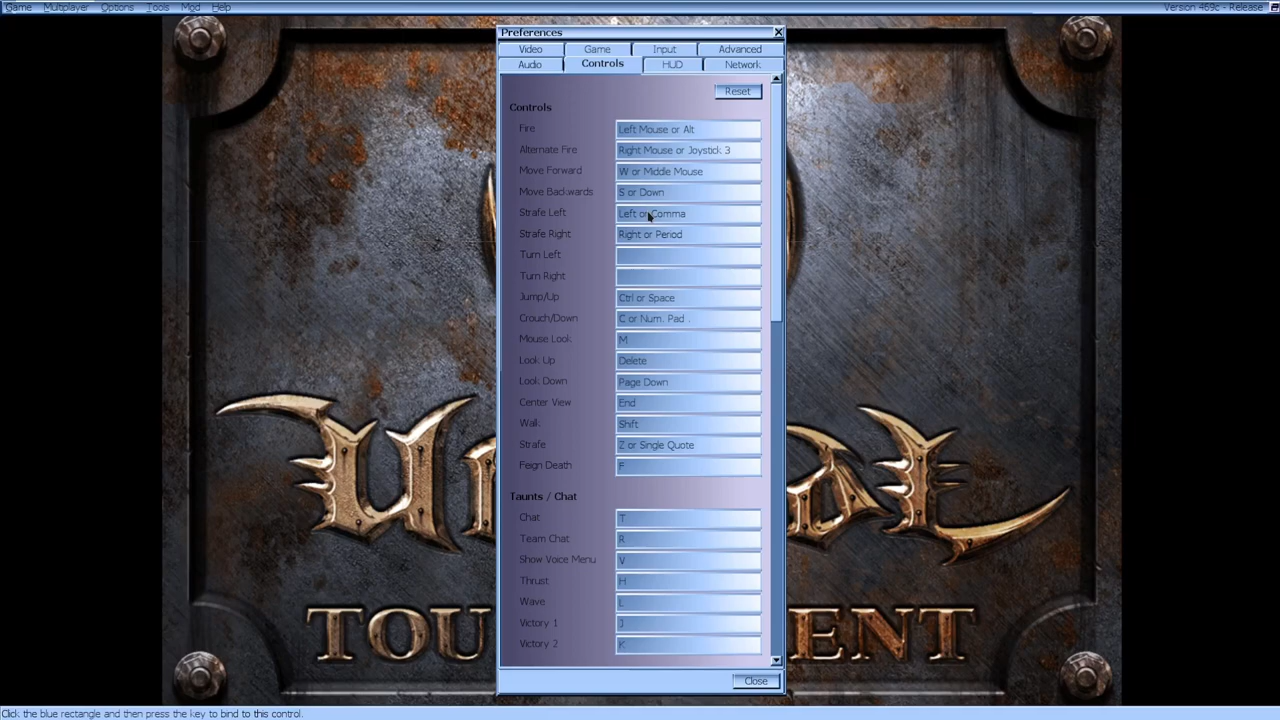 Game Multiplayer Options Tools Mod Help Version 469c - Release
Preferences
Video Game Input Advanced
Audio Controls HUD Network
Reset
Controls
Fire Left Mouse or Alt
Alternate Fire Right Mouse or Joystick 3
Move Forward W or Middle Mouse
Move Backwards S or Down
Strafe Left Left or Comma
Strafe Right Right or Period
Turn Left
Turn Right
Jump/Up Ctrl or Space
Crouch/Down C or Num. Pad .
Mouse Look M
Look Up Delete
Look Down Page Down
Center View End
Walk Shift
Strafe Z or Single Quote
Feign Death F
Taunts / Chat
Chat T
Team Chat R
Show Voice Menu V
Thrust H
Wave L
Victory 1 J
Victory 2 K
Close
TOU ENT
Click the blue rectangle and then press the key to bind to this control.